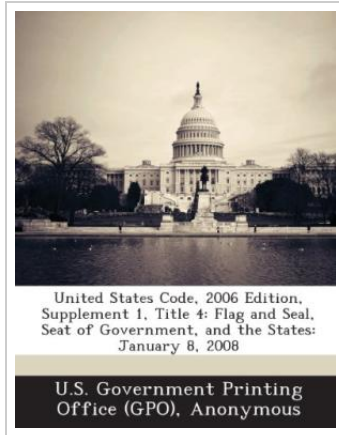 United States Code, 2006 Edition,
Supplement 1, Title 4: Flag and Seal,
Seat of Government, and the States:
January 8, 2008
U.S. Government Printing
Office (GPO), Anonymous